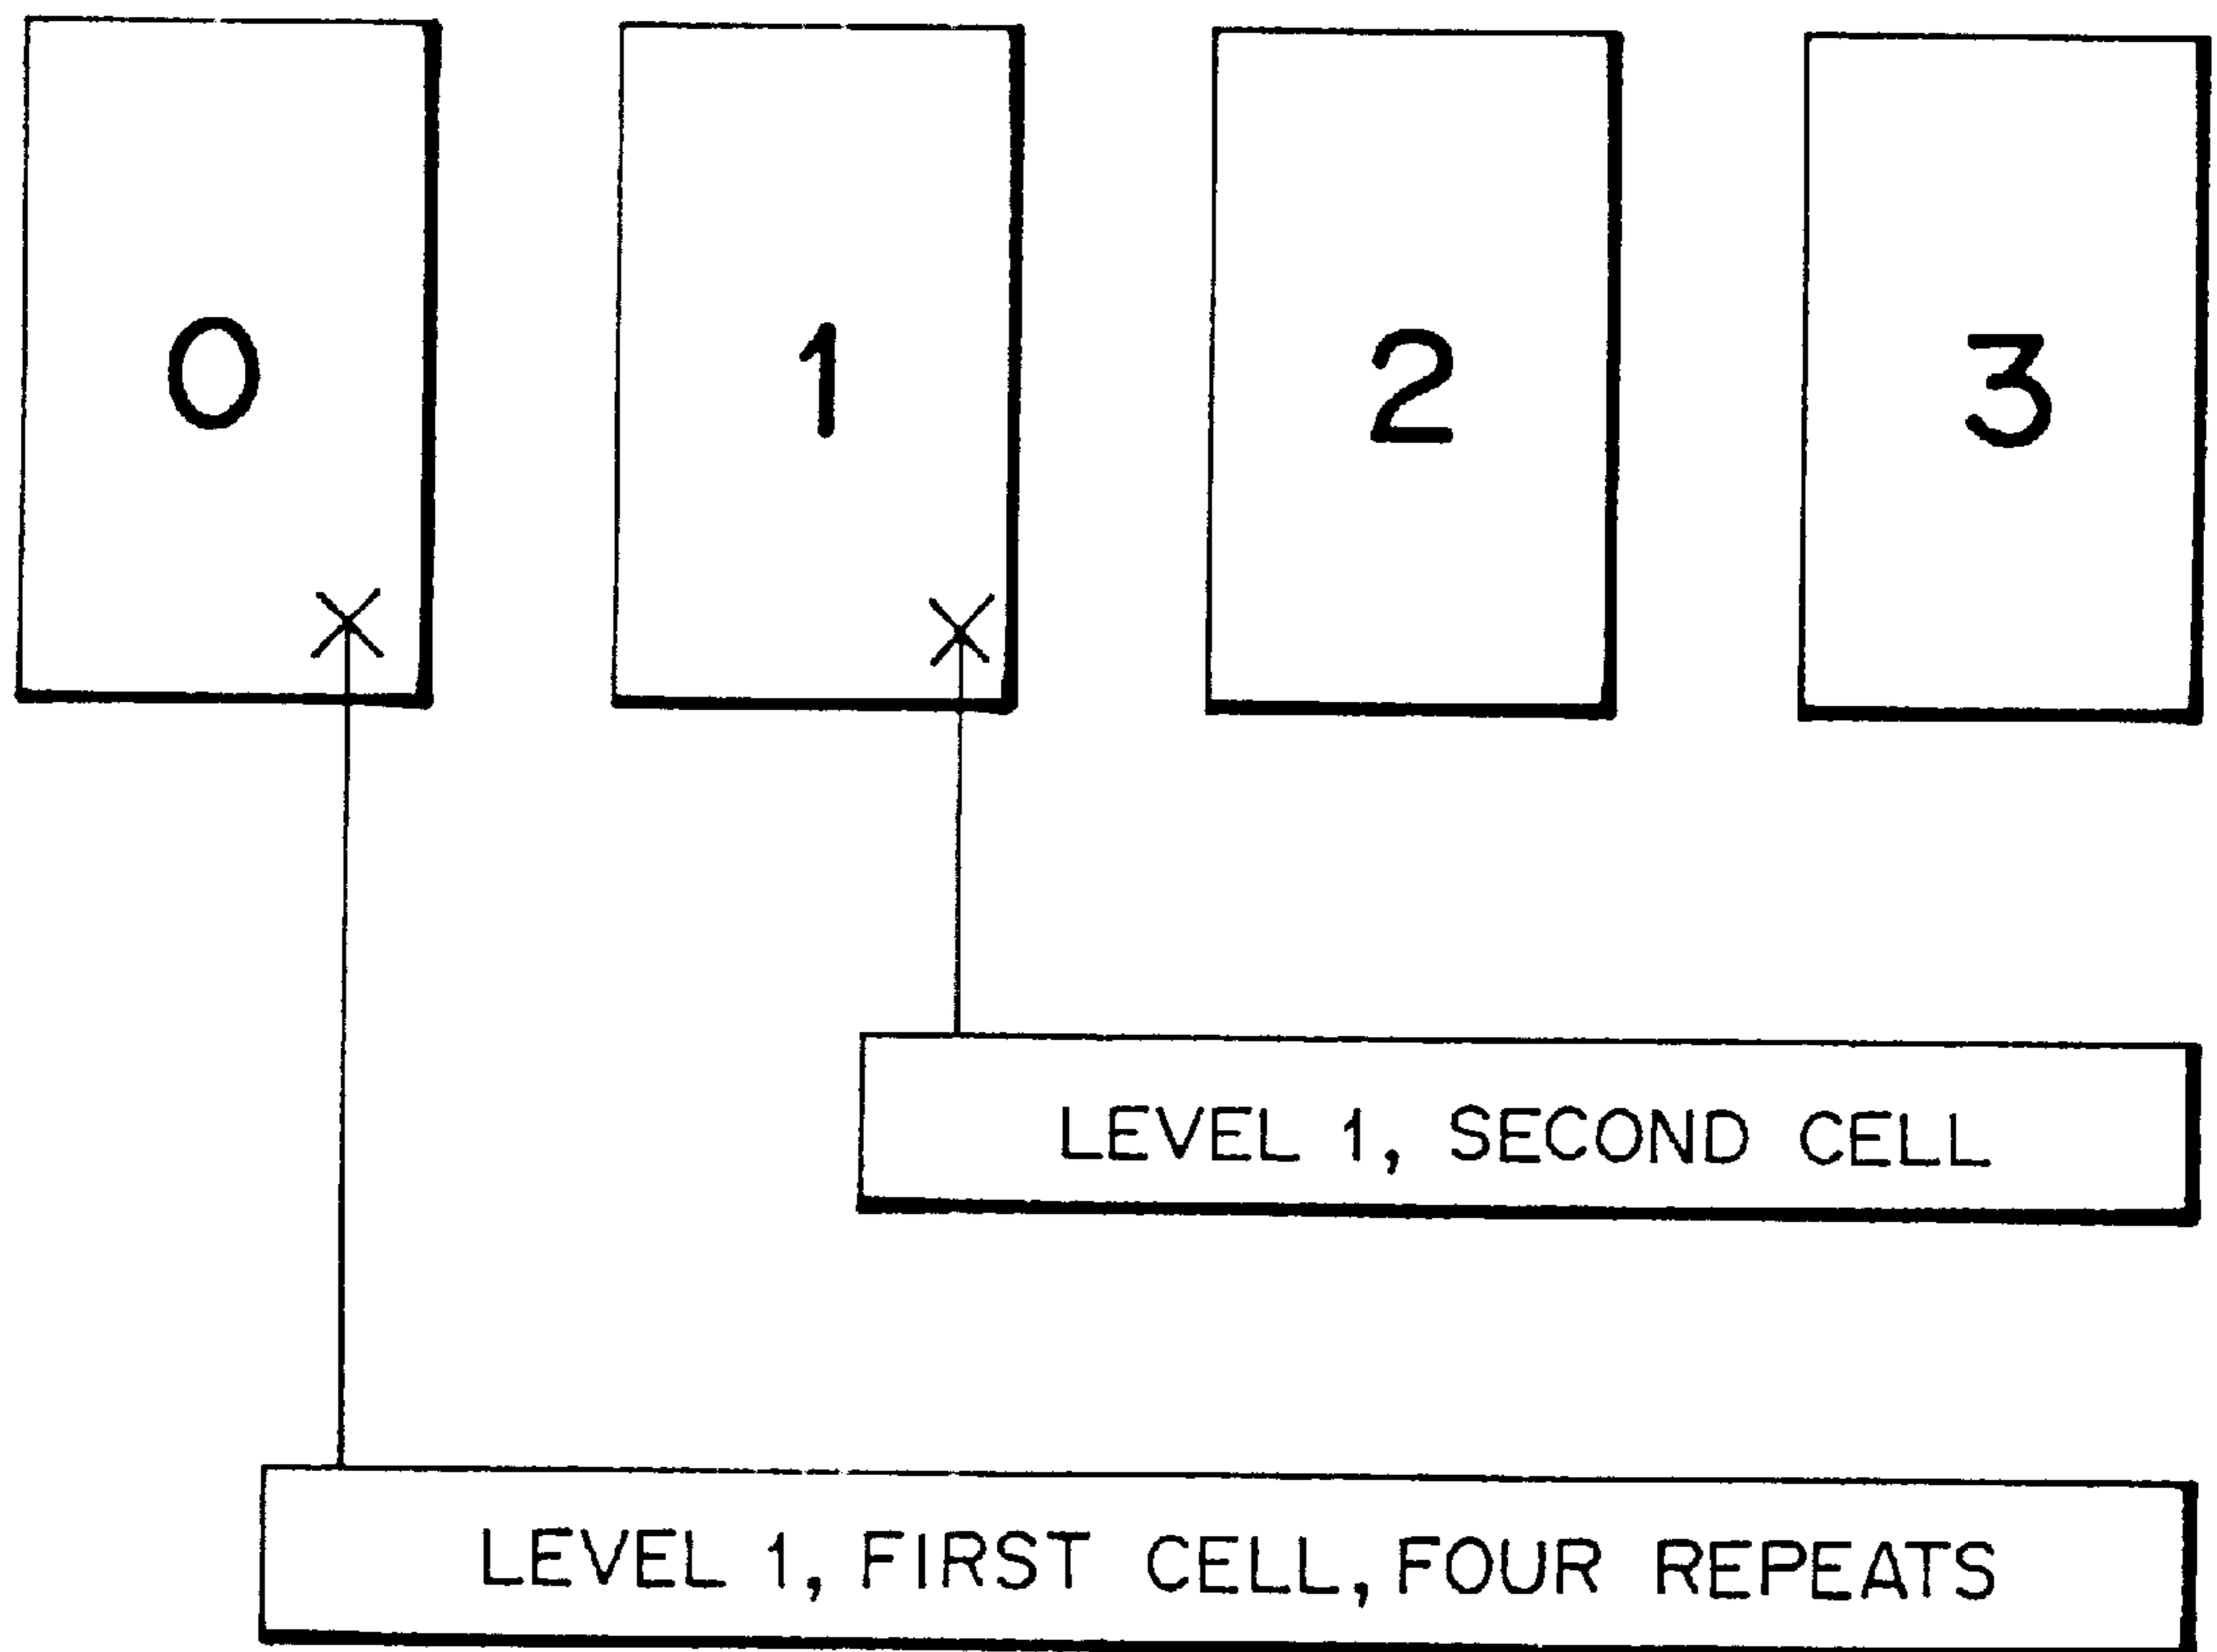 0 1 2 3
LEVEL 1, SECOND CELL
LEVEL 1, FIRST CELL, FOUR REPEATS